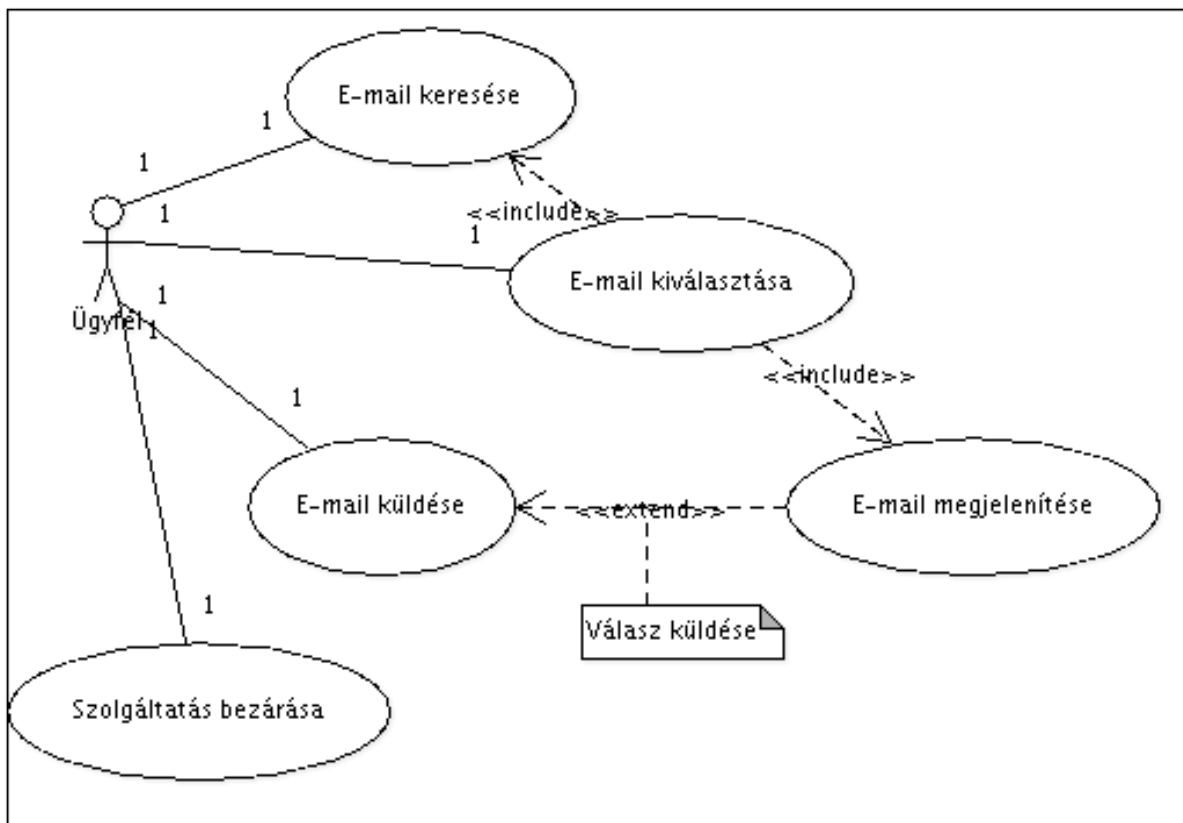 E-mail keresése
1
1
1
<<include>>
1
E-mail kiválasztása
1
Ügyfél
1
<<include>>
1
E-mail küldése
<<extend>>
E-mail megjelenítése
1
Válasz küldése
Szolgáltatás bezárása